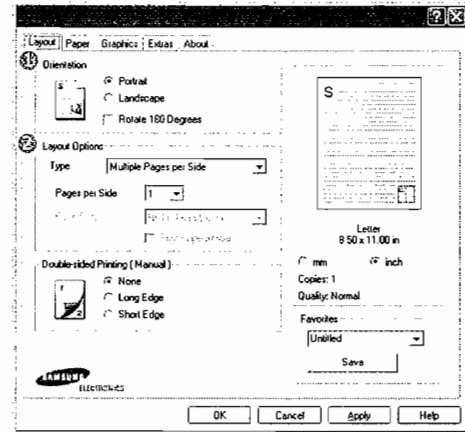 Layout Paper Graphics Extras About
Orientation
Portrait
Landscape
Rotate 180 Degrees
Layout Options
Type Multiple Pages per Side
Pages per Side 1
Double-sided Printing (Manual)
None
Long Edge
Short Edge
S
S
Letter
8.50 x 11.00 in
mm inch
Copies: 1
Quality: Normal
Favorites
Untitled
Save
ELECTRONICS
OK Cancel Apply Help